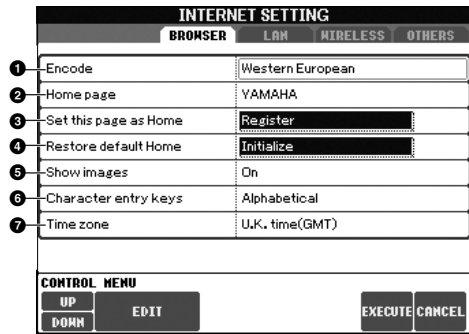 INTERNET SETTING
BROWSER LAN WIRELESS OTHERS
1 Encode Western European
2 Home page YAMAHA
3 Set this page as Home Register
4 Restore default Home Initialize
5 Show images On
6 Character entry keys Alphabetical
7 Time zone U.K. time(GMT)
CONTROL MENU
UP
EDIT EXECUTE CANCEL
DOWN